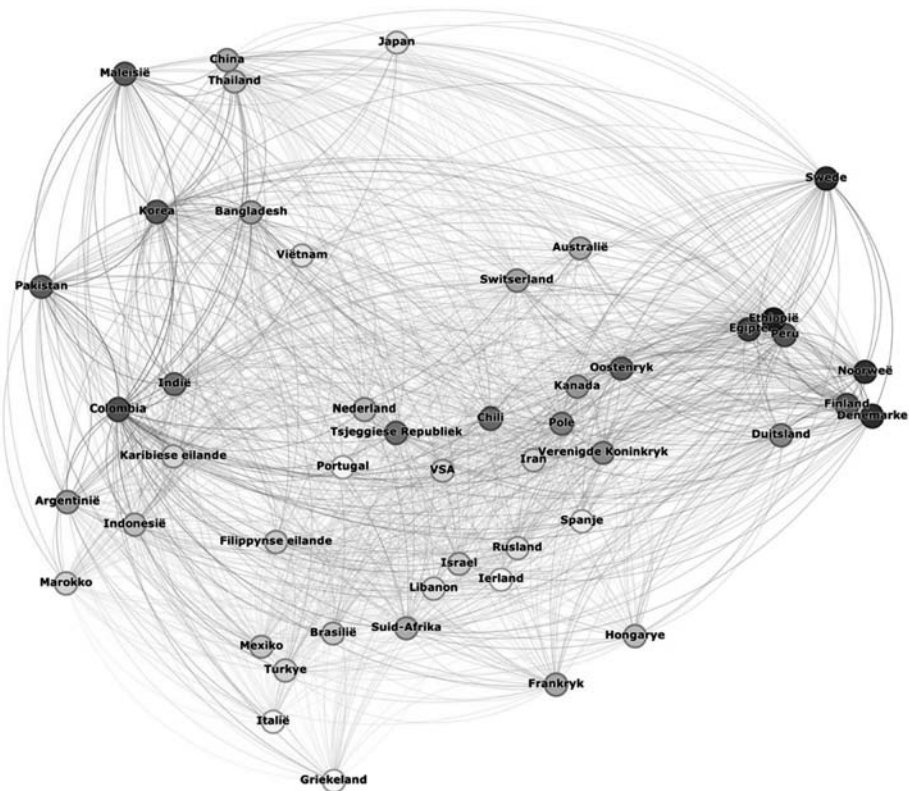 Japan
China
Maleisië
Thailand
Swede
Korea
Bangladesh
Australië
Viëtnam
Switserland
Pakistan
Ethiopië
Egipte
Peru
Oostenryk
Noorweë
Indië
Kanada
Finland
Colombia
Nederland
Denemarke
Chili
Pole
Tsjeggiese Republiek
Duitsland
Karibiese eilande
Iran
Verenigde Koninkryk
Portugal
VSA
Argentinië
Indonesië
Spanje
Filippynse eilande
Rusland
Israel
Ierland
Marokko
Libanon
Suid-Afrika
Brasilië
Hongarye
Mexiko
Turkye
Frankryk
Italië
Griekeland